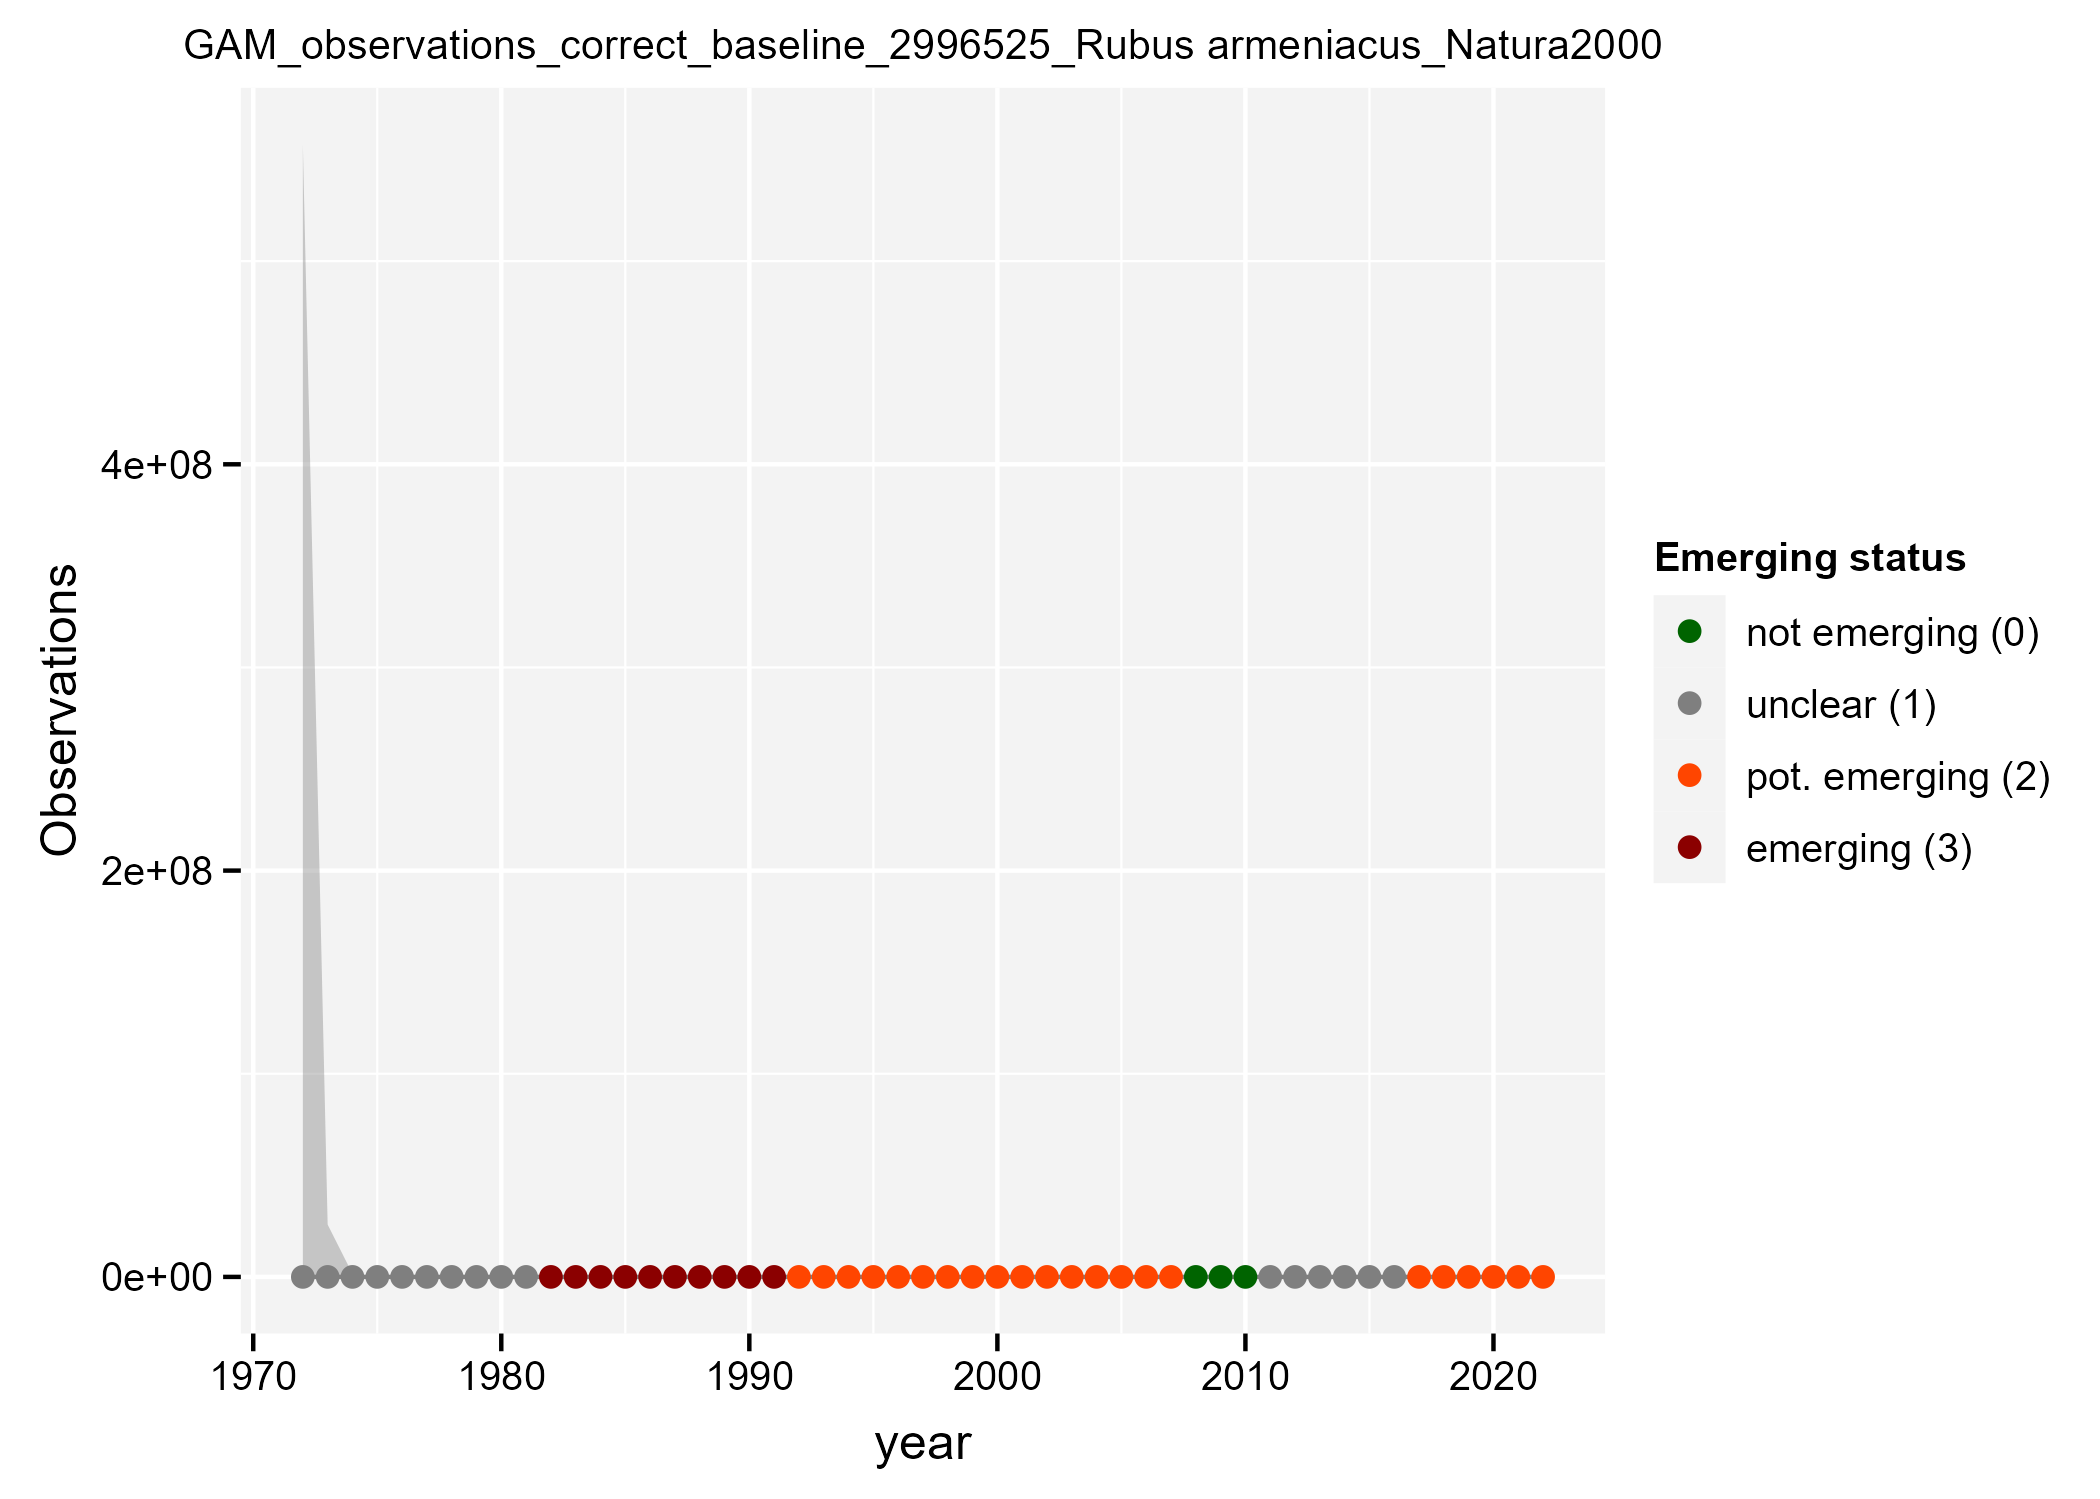 GAM_observations_correct_baseline_2996525_Rubus armeniacus_Natura2000
Observations
4e+08
2e+08
0e+00
1970 1980 1990 2000 2010 2020
year
Emerging status
not emerging (0)
unclear (1)
pot. emerging (2)
emerging (3)